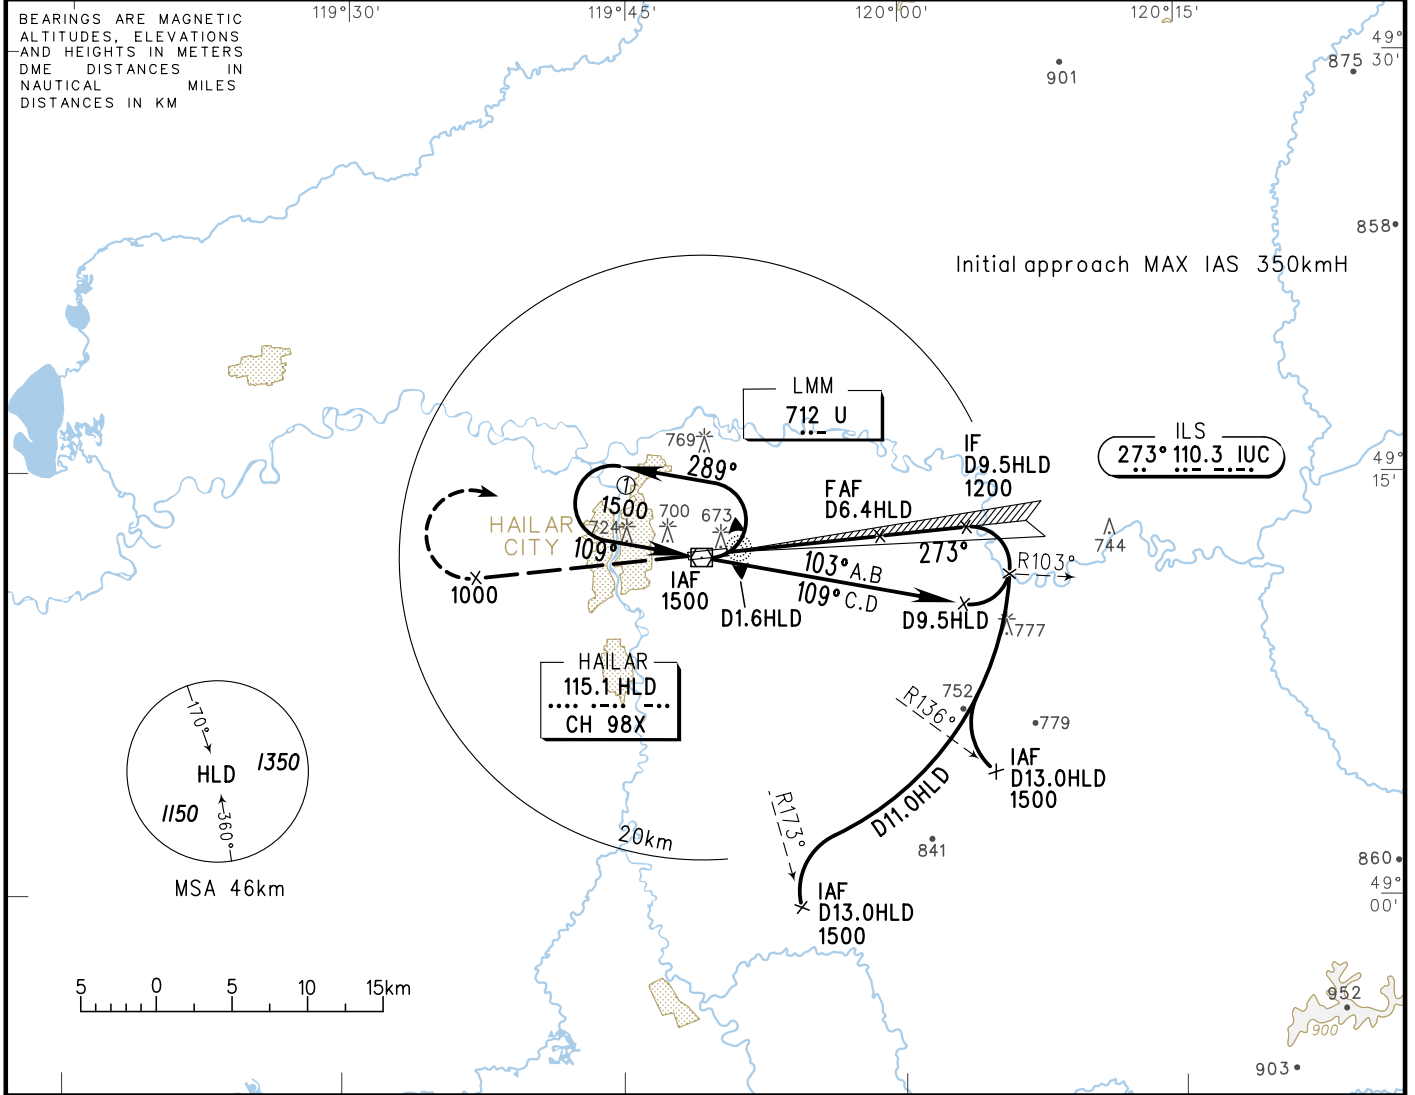 119°30'
119°45'
120°00'
120°15'
BEARINGS ARE MAGNETIC
ALTITUDES, ELEVATIONS
AND HEIGHTS IN METERS
DME DISTANCES IN
NAUTICAL MILES
DISTANCES IN KM
49°
30'
875
901
858
Initial approach MAX IAS 350kmH
LMM
712 U
769
289°
IF
D9.5HLD
1200
ILS
273° 110.3 IUC
49°
15'
FAF
D6.4HLD
1
1500
700
673
724
HAILAR
CITY
109°
273°
744
R103°
103° A.B
109° C.D
IAF
1500
1000
D1.6HLD
D9.5HLD
777
HAILAR
115.1 HLD
CH 98X
752
R136°
779
170°
HLD
1350
1150
360°
MSA 46km
IAF
D13.0HLD
1500
D11.0HLD
R173°
20km
841
860
49°
00'
IAF
D13.0HLD
1500
5 0 5 10 15km
952
900
903